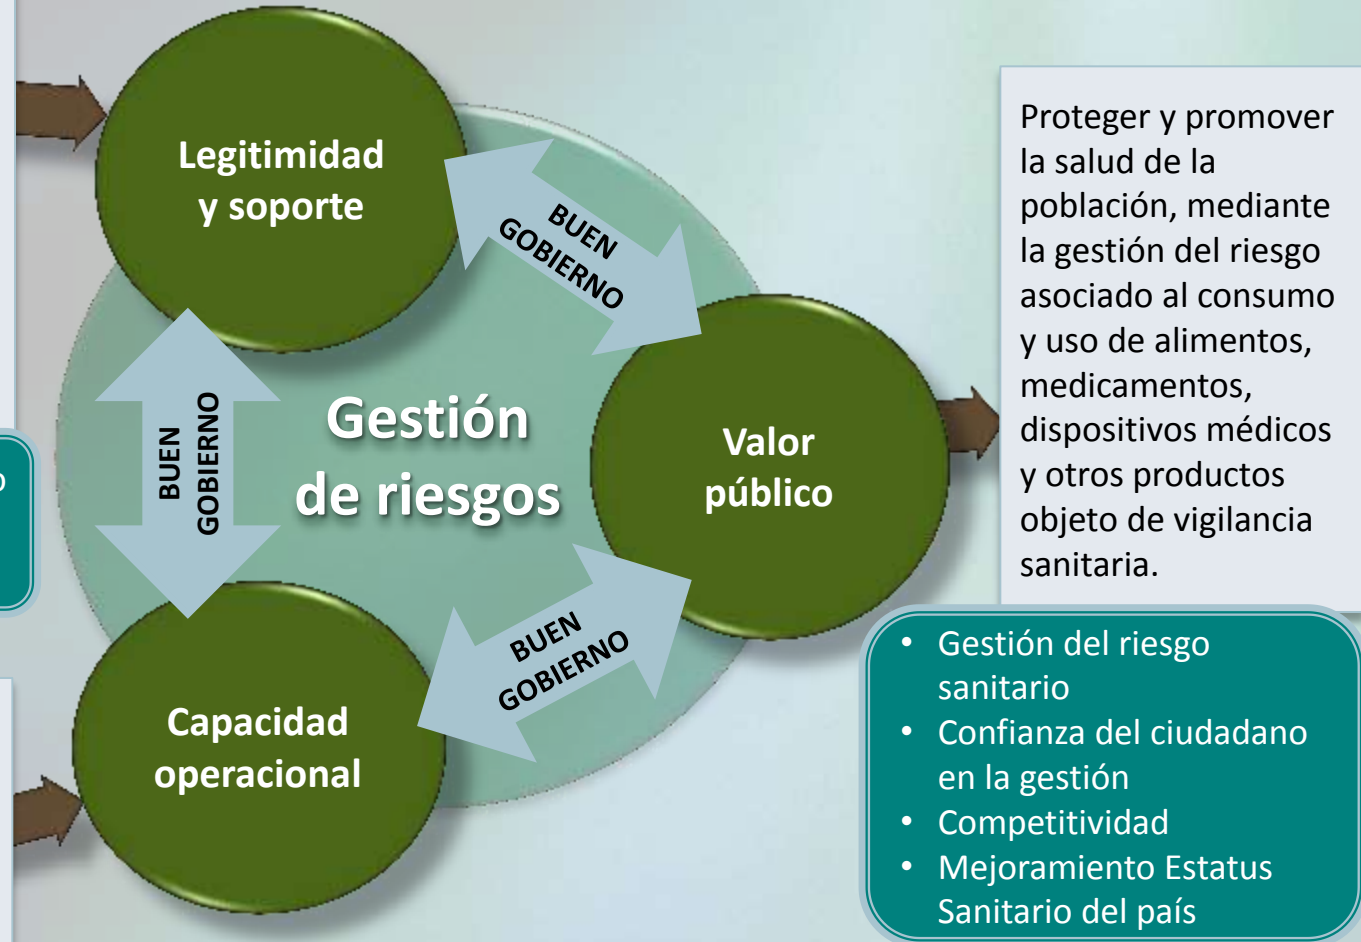 Legitimidad
y soporte
BUEN
GOBIERNO
BUEN
GOBIERNO
Gestión
de riesgos
Valor
público
BUEN
GOBIERNO
Capacidad
operacional
Proteger y promover
la salud de la
población, mediante
la gestión del riesgo
asociado al consumo
y uso de alimentos,
medicamentos,
dispositivos médicos
y otros productos
objeto de vigilancia
sanitaria.
• Gestión del riesgo
sanitario
• Confianza del ciudadano
en la gestión
• Competitividad
• Mejoramiento Estatus
Sanitario del país